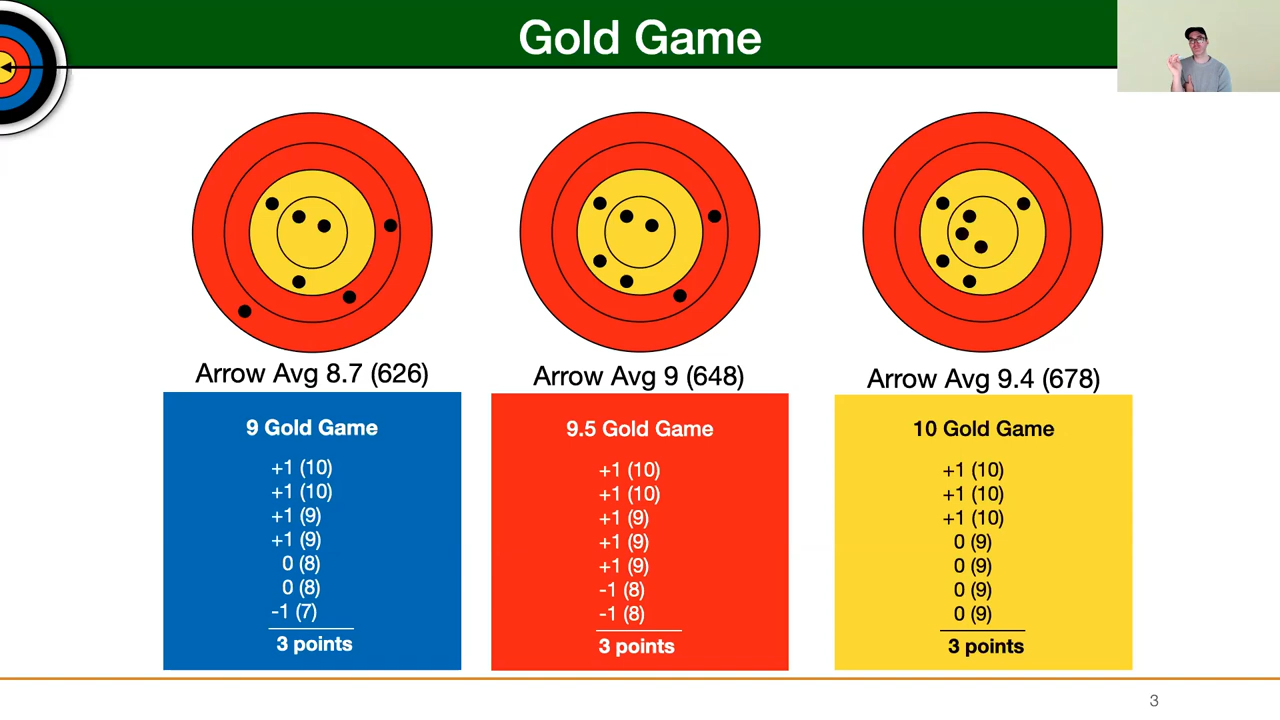 Gold Game
Arrow Avg 8.7 (626)
9 Gold Game
+1 (10)
+1 (10)
+1 (9)
+1 (9)
0 (8)
0 (8)
-1 (7)
3 points
Arrow Avg 9 (648)
9.5 Gold Game
+1 (10)
+1 (10)
+1 (9)
+1 (9)
+1 (9)
-1 (8)
-1 (8)
3 points
Arrow Avg 9.4 (678)
10 Gold Game
+1 (10)
+1 (10)
+1 (10)
0 (9)
0 (9)
0 (9)
0 (9)
3 points
3